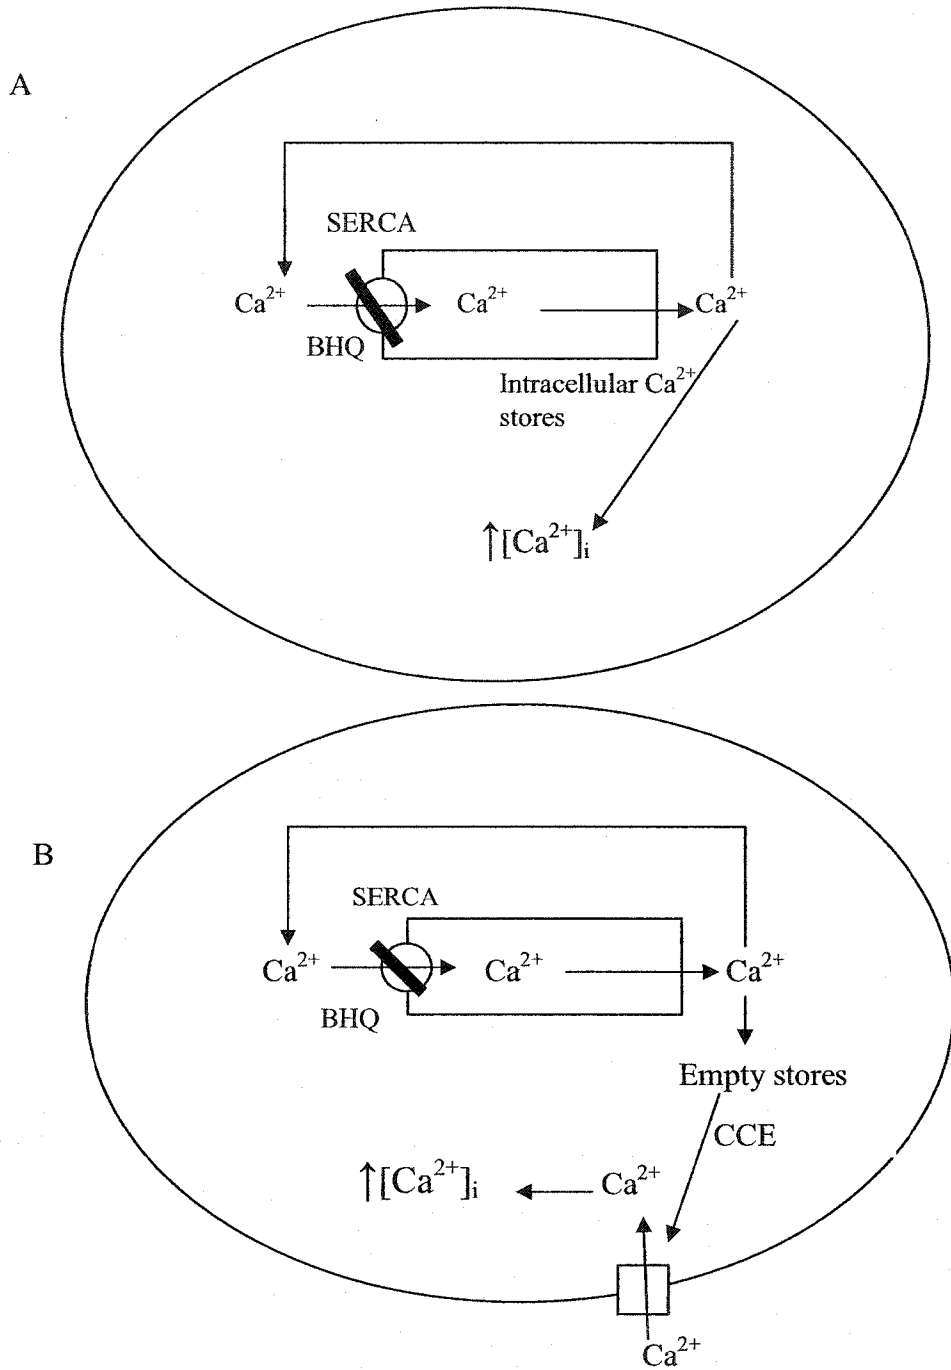 A
SERCA
Ca²⁺ Ca²⁺ Ca²⁺
BHQ
Intracellular Ca²⁺
stores
↑[Ca²⁺]ᵢ
B
SERCA
Ca²⁺ Ca²⁺ Ca²⁺
BHQ
Empty stores
CCE
↑[Ca²⁺]ᵢ Ca²⁺
Ca²⁺